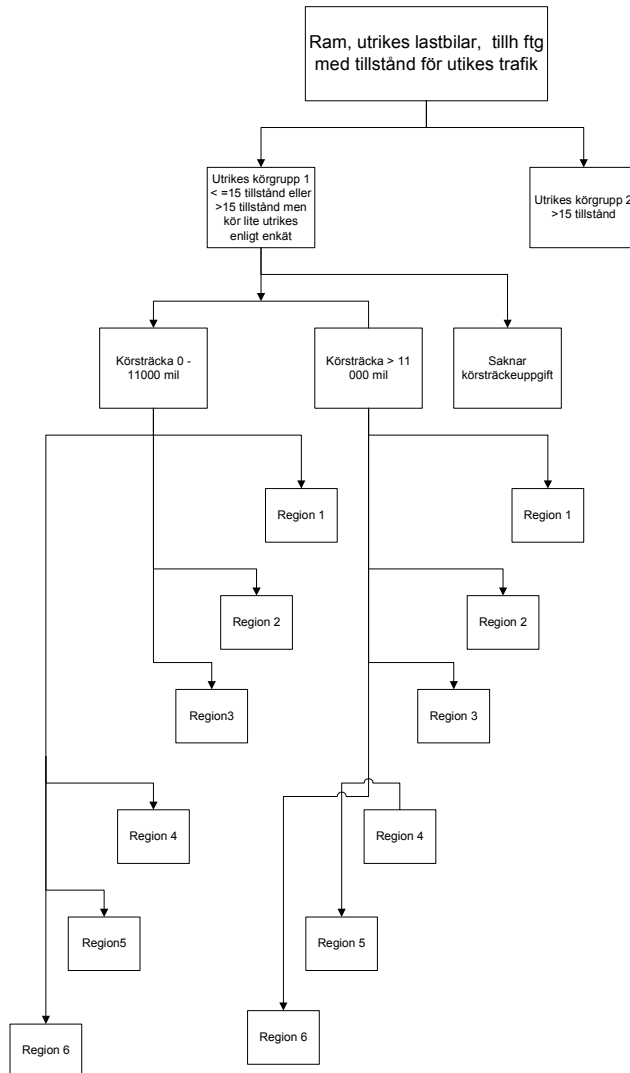 Ram, utrikes lastbilar, tillh ftg
med tillstånd för utikes trafik
Utrikes körgrupp 1
< =15 tillstånd eller
>15 tillstånd men
kör lite utrikes
enligt enkät
Utrikes körgrupp 2
>15 tillstånd
Körsträcka 0 -
11000 mil
Körsträcka > 11
000 mil
Saknar
körsträckeuppgift
Region 1
Region 1
Region 2
Region 2
Region3
Region 3
Region 4
Region 4
Region5
Region 5
Region 6
Region 6